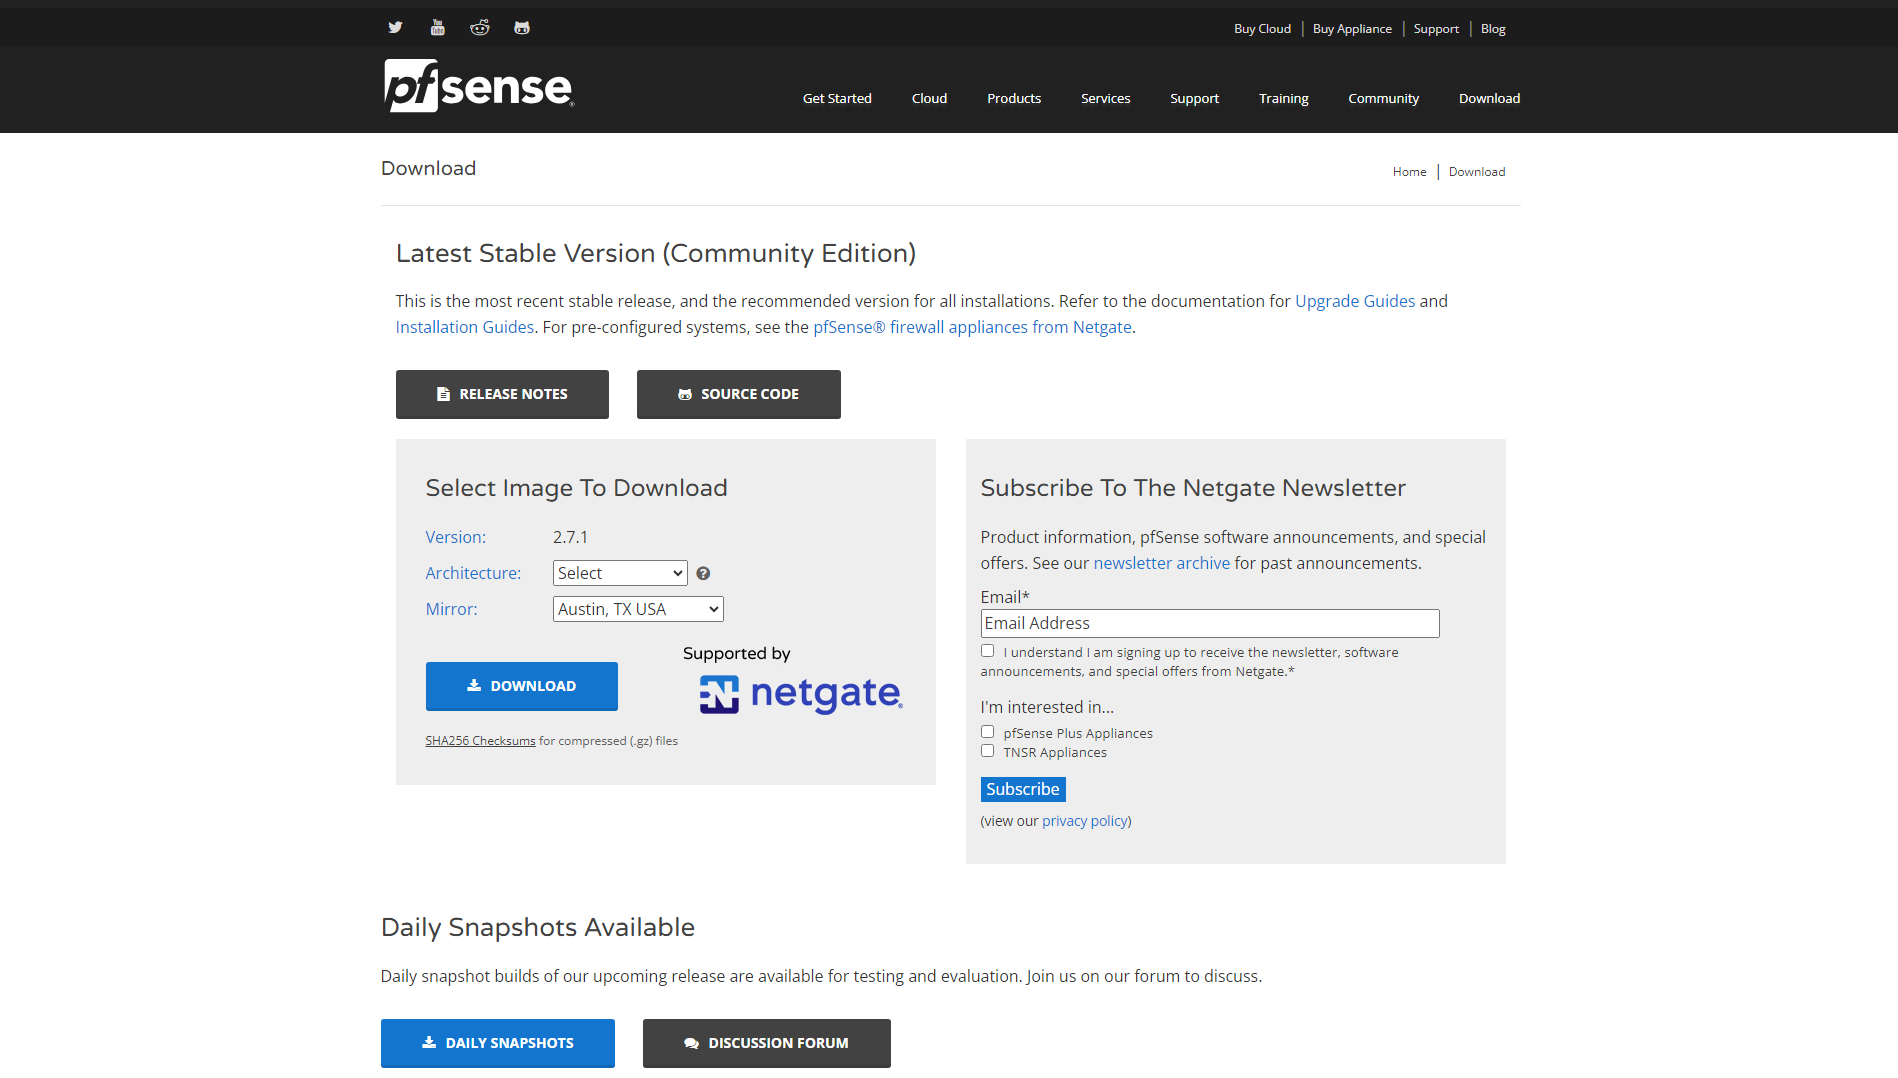 Buy Cloud | Buy Appliance | Support | Blog
pfsense®
Get Started Cloud Products Services Support Training Community Download
Download
Home | Download
Latest Stable Version (Community Edition)
This is the most recent stable release, and the recommended version for all installations. Refer to the documentation for Upgrade Guides and
Installation Guides. For pre-configured systems, see the pfSense® firewall appliances from Netgate.
RELEASE NOTES
SOURCE CODE
Select Image To Download
Version: 2.7.1
Architecture: Select ?
Mirror: Austin, TX USA
Supported by
netgate®
DOWNLOAD
SHA256 Checksums for compressed (.gz) files
Subscribe To The Netgate Newsletter
Product information, pfSense software announcements, and special
offers. See our newsletter archive for past announcements.
Email*
Email Address
I understand I am signing up to receive the newsletter, software
announcements, and special offers from Netgate.*
I'm interested in...
pfSense Plus Appliances
TNSR Appliances
Subscribe
(view our privacy policy)
Daily Snapshots Available
Daily snapshot builds of our upcoming release are available for testing and evaluation. Join us on our forum to discuss.
DAILY SNAPSHOTS
DISCUSSION FORUM